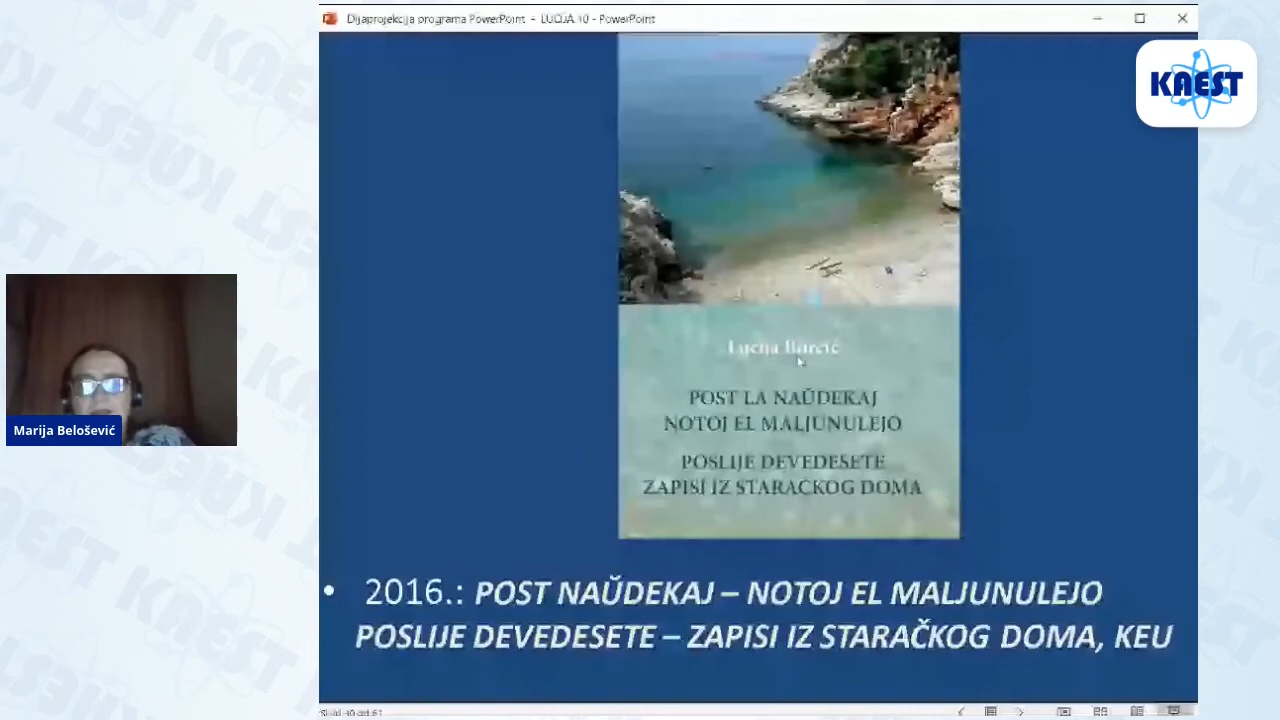 Dijaprojekcija programa PowerPoint - LUCIJA 10 - PowerPoint
KAEST
Lucija Borčić
POST LA NAŬDEKAJ
NOTOJ EL MALJUNULEJO
POSLIJE DEVEDESETE
ZAPISI IZ STARAČKOG DOMA
Marija Belošević
• 2016.: POST NAŬDEKAJ – NOTOJ EL MALJUNULEJO
POSLIJE DEVEDESETE – ZAPISI IZ STARAČKOG DOMA, KEU